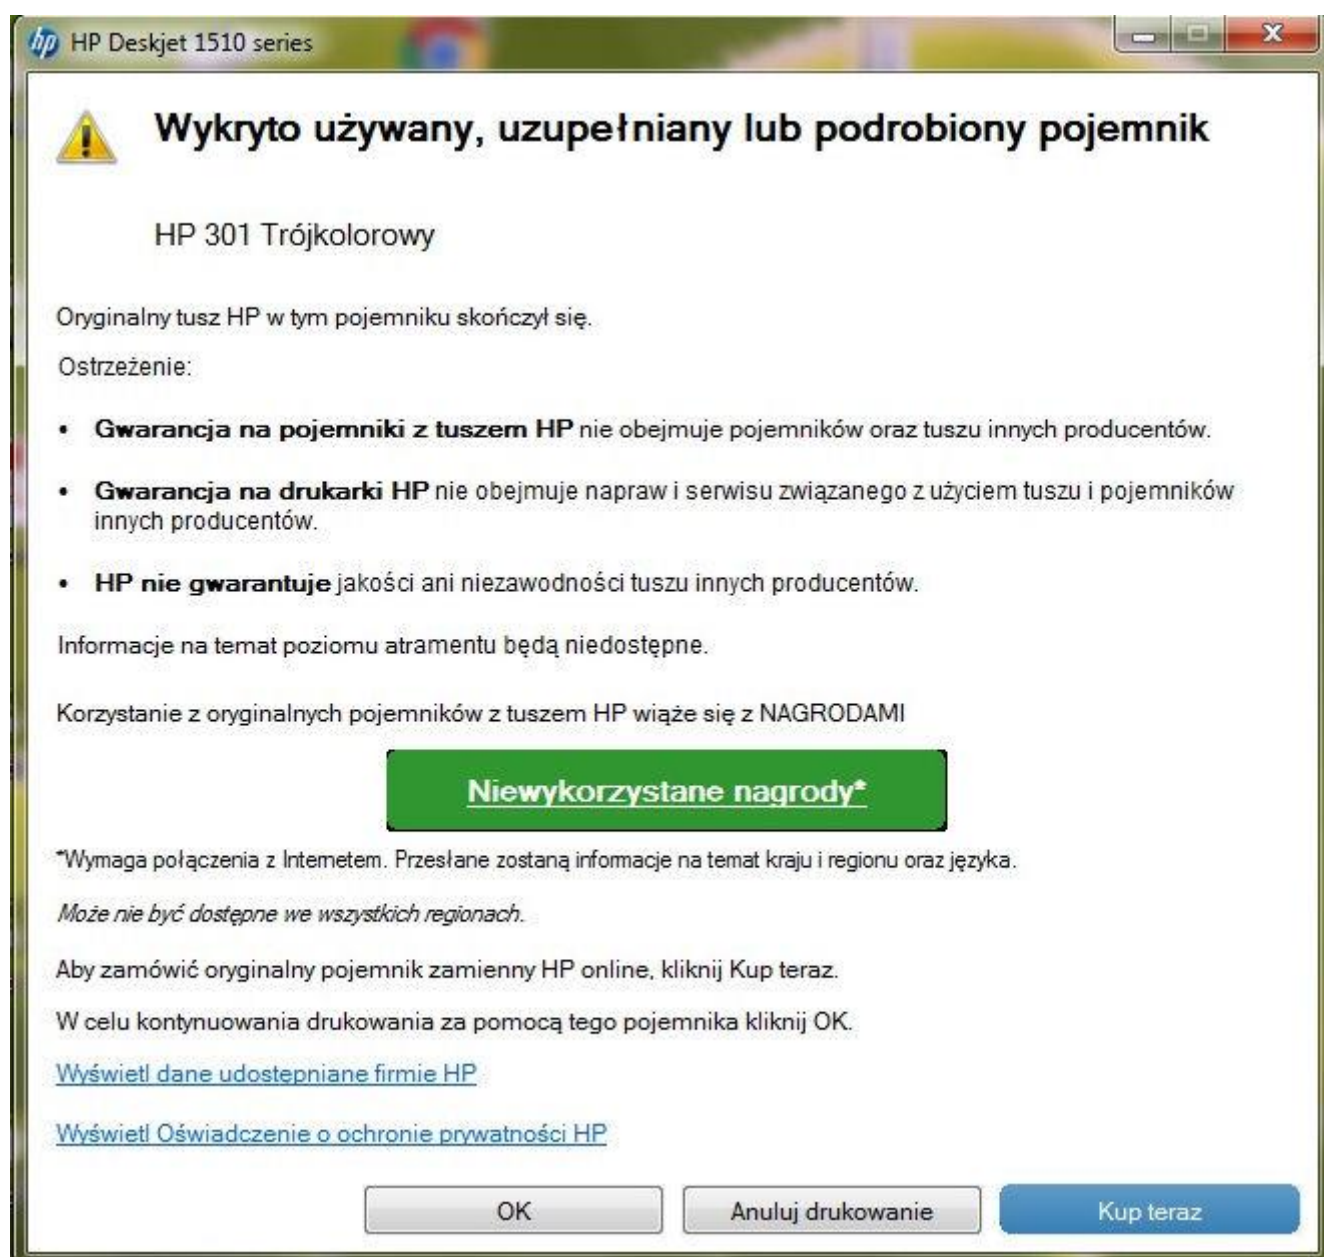 hp HP Deskjet 1510 series
Wykryto używany, uzupełniany lub podrobiony pojemnik
HP 301 Trójkolorowy
Oryginalny tusz HP w tym pojemniku skończył się.
Ostrzeżenie:
• Gwarancja na pojemniki z tuszem HP nie obejmuje pojemników oraz tuszu innych producentów.
• Gwarancja na drukarki HP nie obejmuje napraw i serwisu związanego z użyciem tuszu i pojemników
innych producentów.
• HP nie gwarantuje jakości ani niezawodności tuszu innych producentów.
Informacje na temat poziomu atramentu będą niedostępne.
Korzystanie z oryginalnych pojemników z tuszem HP wiąże się z NAGRODAMI
Niewykorzystane nagrody*
*Wymaga połączenia z Internetem. Przesłane zostaną informacje na temat kraju i regionu oraz języka.
Może nie być dostępne we wszystkich regionach.
Aby zamówić oryginalny pojemnik zamienny HP online, kliknij Kup teraz.
W celu kontynuowania drukowania za pomocą tego pojemnika kliknij OK.
Wyświetl dane udostępniane firmie HP
Wyświetl Oświadczenie o ochronie prywatności HP
OK Anuluj drukowanie Kup teraz